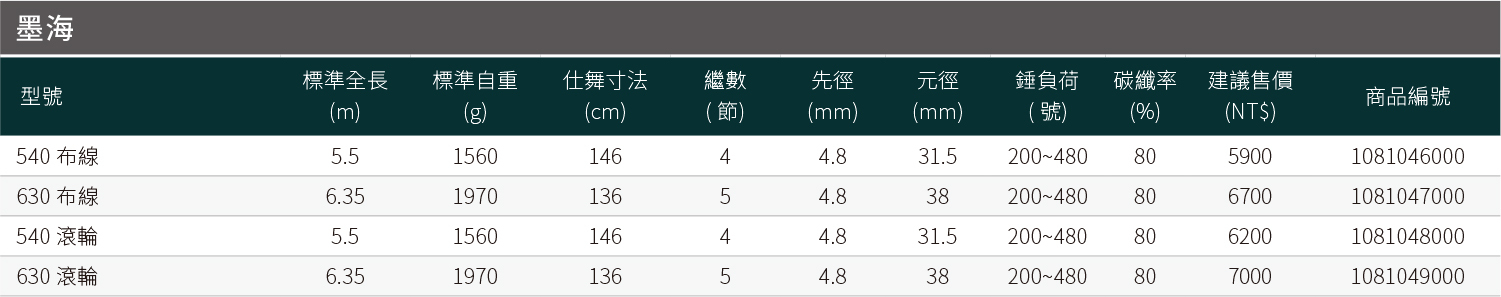 墨海
型號 標準全長 (m) 標準自重 (g) 仕舞寸法 (cm) 繼數 ( 節) 先徑 (mm) 元徑 (mm) 錘負荷 ( 號) 碳纖率 (%) 建議售價 (NT$) 商品編號
540 布線 5.5 1560 146 4 4.8 31.5 200~480 80 5900 1081046000
630 布線 6.35 1970 136 5 4.8 38 200~480 80 6700 1081047000
540 滾輪 5.5 1560 146 4 4.8 31.5 200~480 80 6200 1081048000
630 滾輪 6.35 1970 136 5 4.8 38 200~480 80 7000 1081049000